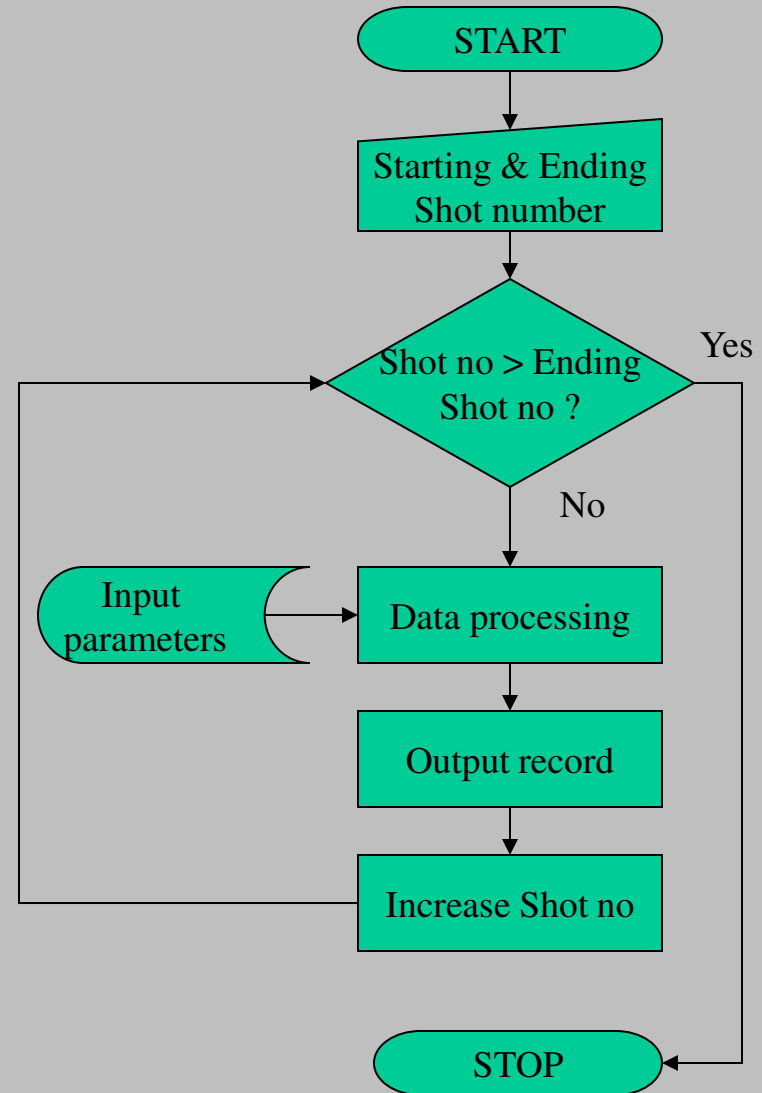 START
Starting & Ending
Shot number
Shot no > Ending
Shot no ?
Yes
No
Input
parameters
Data processing
Output record
Increase Shot no
STOP